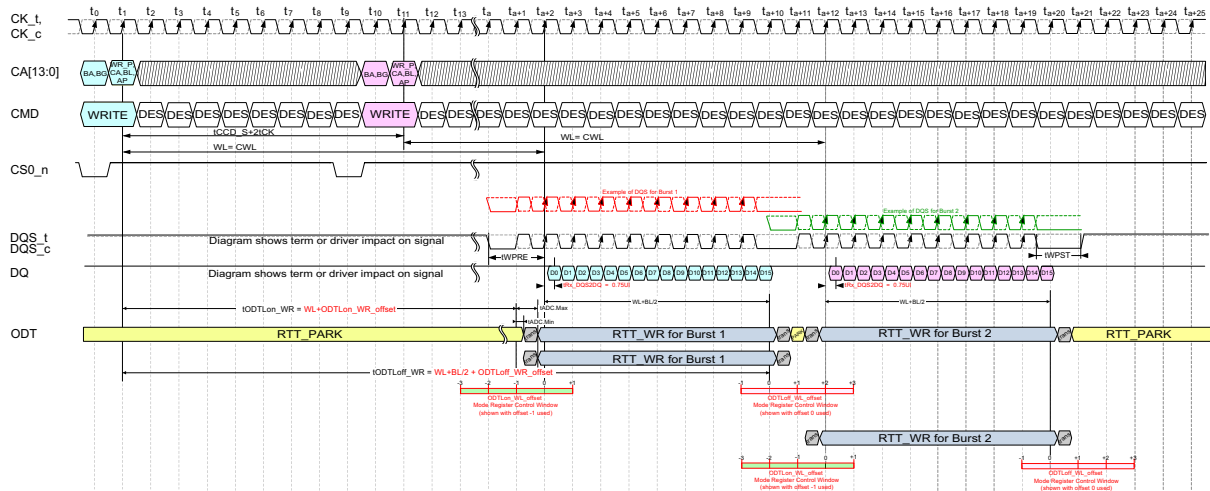 t0 t1 t2 t3 t4 t5 t6 t7 t8 t9 t10 t11 t12 t13 ta ta+1 ta+2 ta+3 ta+4 ta+5 ta+6 ta+7 ta+8 ta+9 ta+10 ta+11 ta+12 ta+13 ta+14 ta+15 ta+16 ta+17 ta+18 ta+19 ta+20 ta+21 ta+22 ta+23 ta+24 ta+25
CK_t,
CK_c
CA[13:0]
BA,BG
WR_P
CA,BL,
AP
BA,BG
WR_P
CA,BL,
AP
CMD
WRITE DES DES DES DES DES DES DES DES WRITE DES DES DES DES DES DES DES DES DES DES DES DES DES DES DES DES DES DES DES DES DES DES DES DES DES DES DES DES
tCCD_S+2tCK
WL= CWL
WL= CWL
CS0_n
Example of DQS for Burst 1
Example of DQS for Burst 2
DQS_t
DQS_c
Diagram shows term or driver impact on signal
tWPRE
tWPST
DQ
Diagram shows term or driver impact on signal
D0 D1 D2 D3 D4 D5 D6 D7 D8 D9 D10 D11 D12 D13 D14 D15
D0 D1 D2 D3 D4 D5 D6 D7 D8 D9 D10 D11 D12 D13 D14 D15
tRx_DQS2DQ = 0.75UI
tRx_DQS2DQ = 0.75UI
WL+BL/2
WL+BL/2
tODTLon_WR = WL+ODTLon_WR_offset
tADC.Max
tADC.Min
ODT
RTT_PARK
RTT_WR for Burst 1
RTT_WR for Burst 2
RTT_PARK
RTT_WR for Burst 1
tODTLoff_WR = WL+BL/2 + ODTLoff_WR_offset
-3 -2 -1 0 +1
ODTLon_WL_offset
Mode Register Control Window
(shown with offset -1 used)
-1 0 +1 +2 +3
ODTLoff_WL_offset
Mode Register Control Window
(shown with offset 0 used)
RTT_WR for Burst 2
-3 -2 -1 0 +1
ODTLon_WL_offset
Mode Register Control Window
(shown with offset -1 used)
-1 0 +1 +2 +3
ODTLoff_WL_offset
Mode Register Control Window
(shown with offset 0 used)